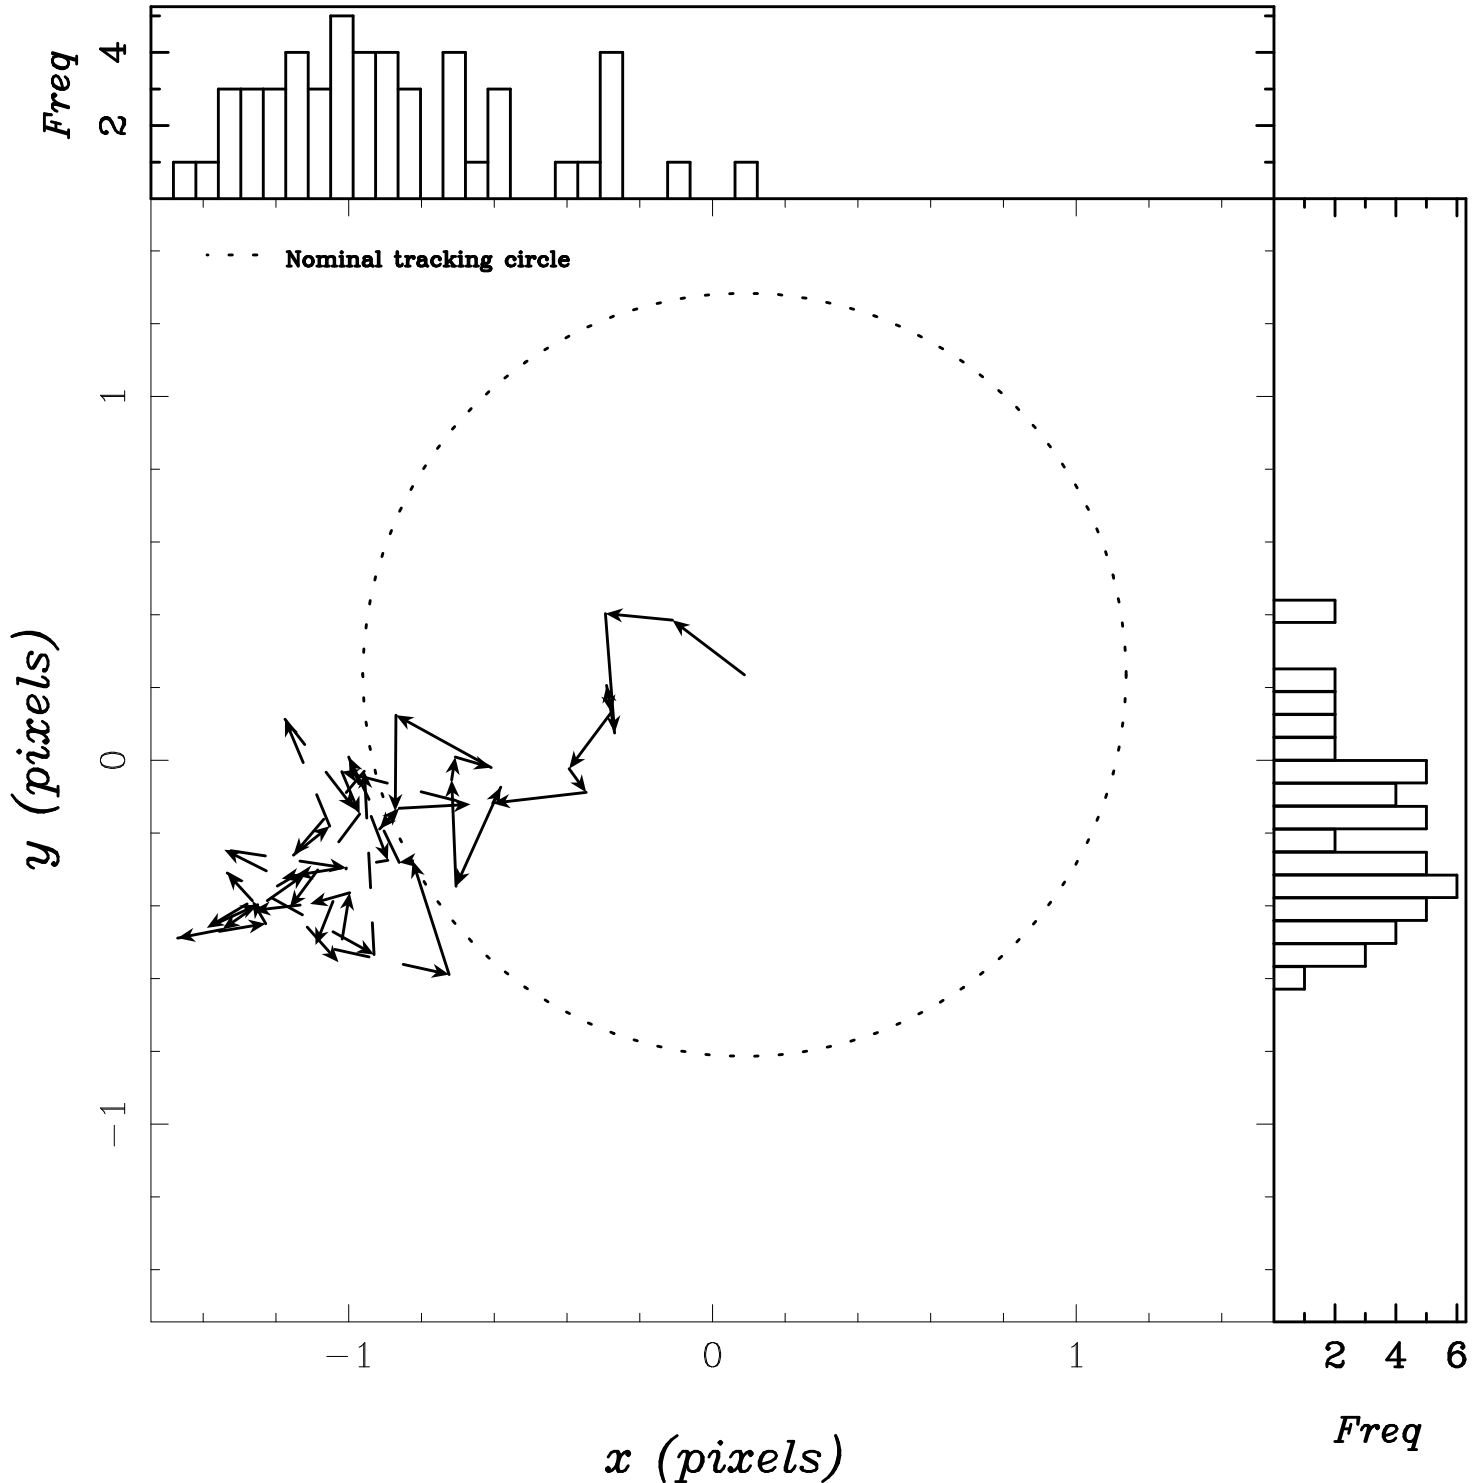 Freq
2 4
Nominal tracking circle
y (pixels)
1
0
−1
−1 0 1
x (pixels)
2 4 6
Freq